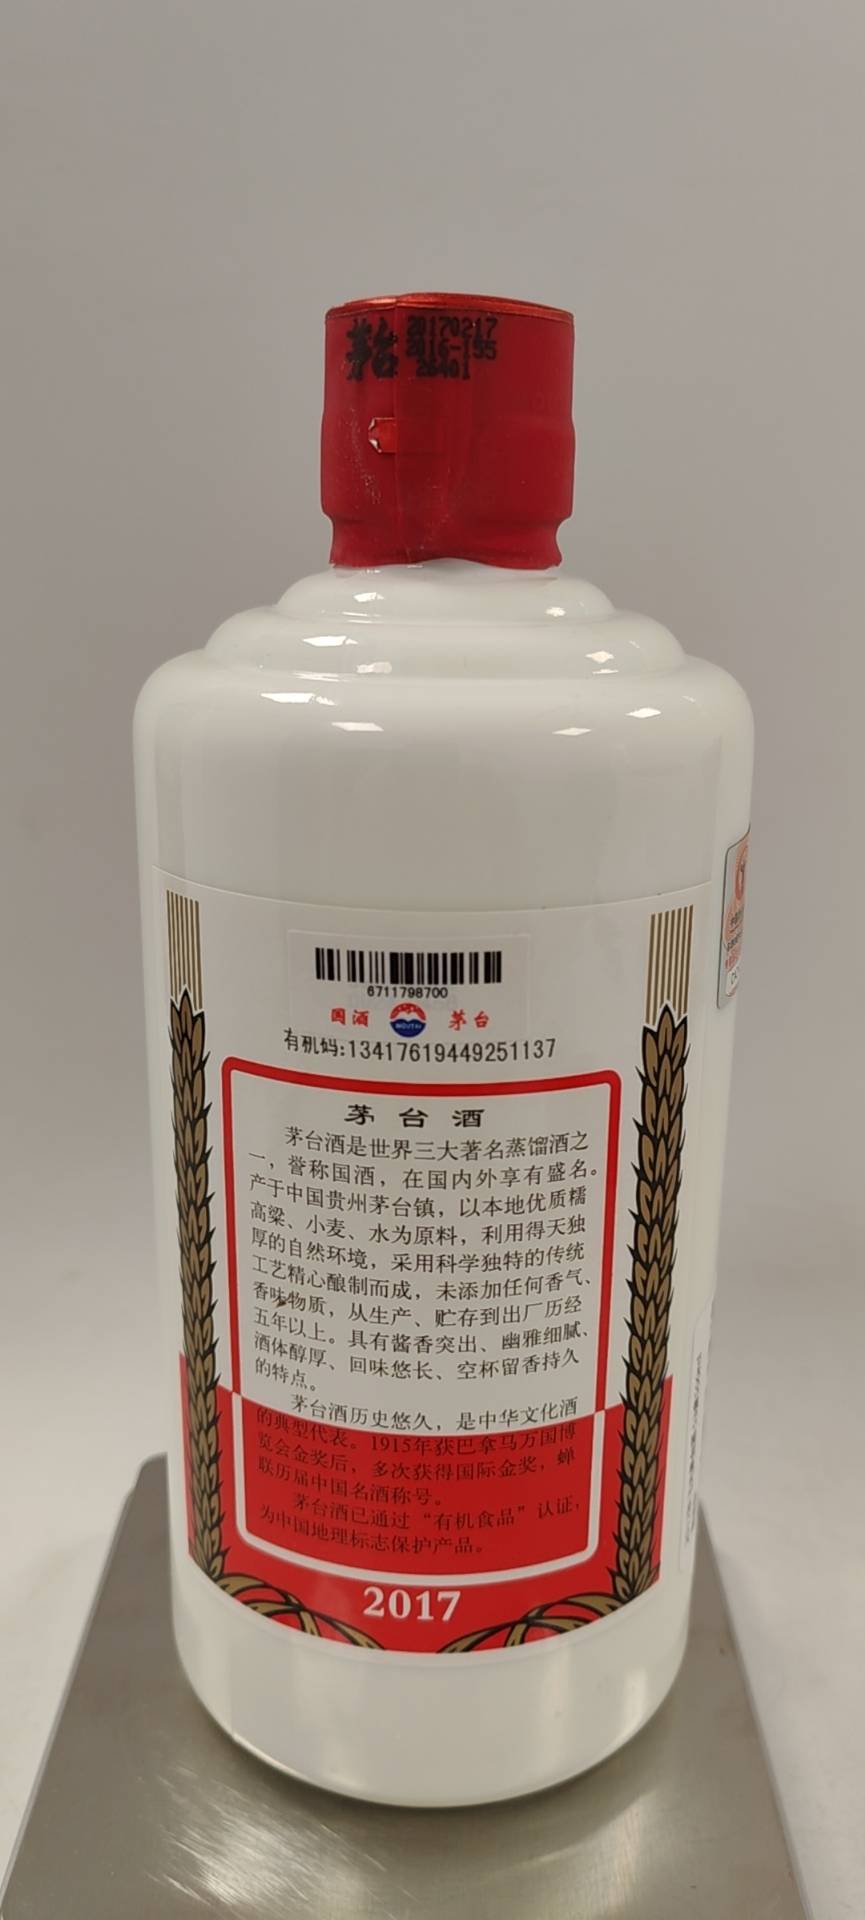 茅台 20170217
2016-155
26401
6711798700
国酒 MOUTAI 茅台
有机码:13417619449251137
茅台酒
茅台酒是世界三大著名蒸馏酒之
一，誉称国酒，在国内外享有盛名。
产于中国贵州茅台镇，以本地优质糯
高粱、小麦、水为原料，利用得天独
厚的自然环境，采用科学独特的传统
工艺精心酿制而成，未添加任何香气、
香味物质，从生产、贮存到出厂历经
五年以上。具有酱香突出、幽雅细腻、
酒体醇厚、回味悠长、空杯留香持久
的特点。
茅台酒历史悠久，是中华文化酒
的典型代表。1915年获巴拿马万国博
览会金奖后，多次获得国际金奖，蝉
联历届中国名酒称号。
茅台酒已通过“有机食品”认证，
为中国地理标志保护产品。
2017